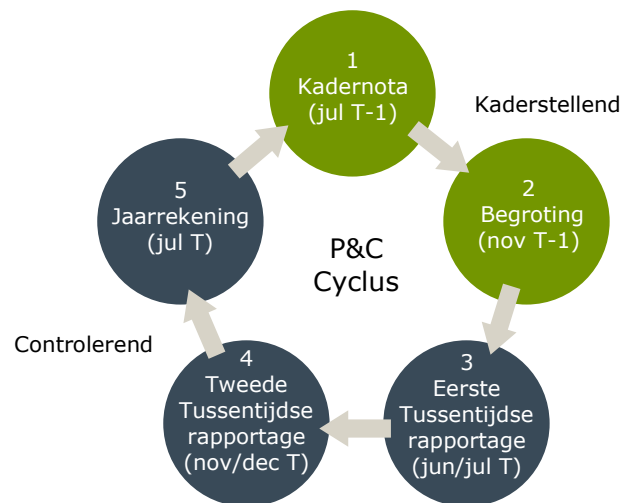 1
Kadernota
(jul T-1)
Kaderstellend
2
Begroting
(nov T-1)
3
Eerste
Tussentijdse
rapportage
(jun/jul T)
4
Tweede
Tussentijdse
rapportage
(nov/dec T)
Controlerend
5
Jaarrekening
(jul T)
P&C
Cyclus